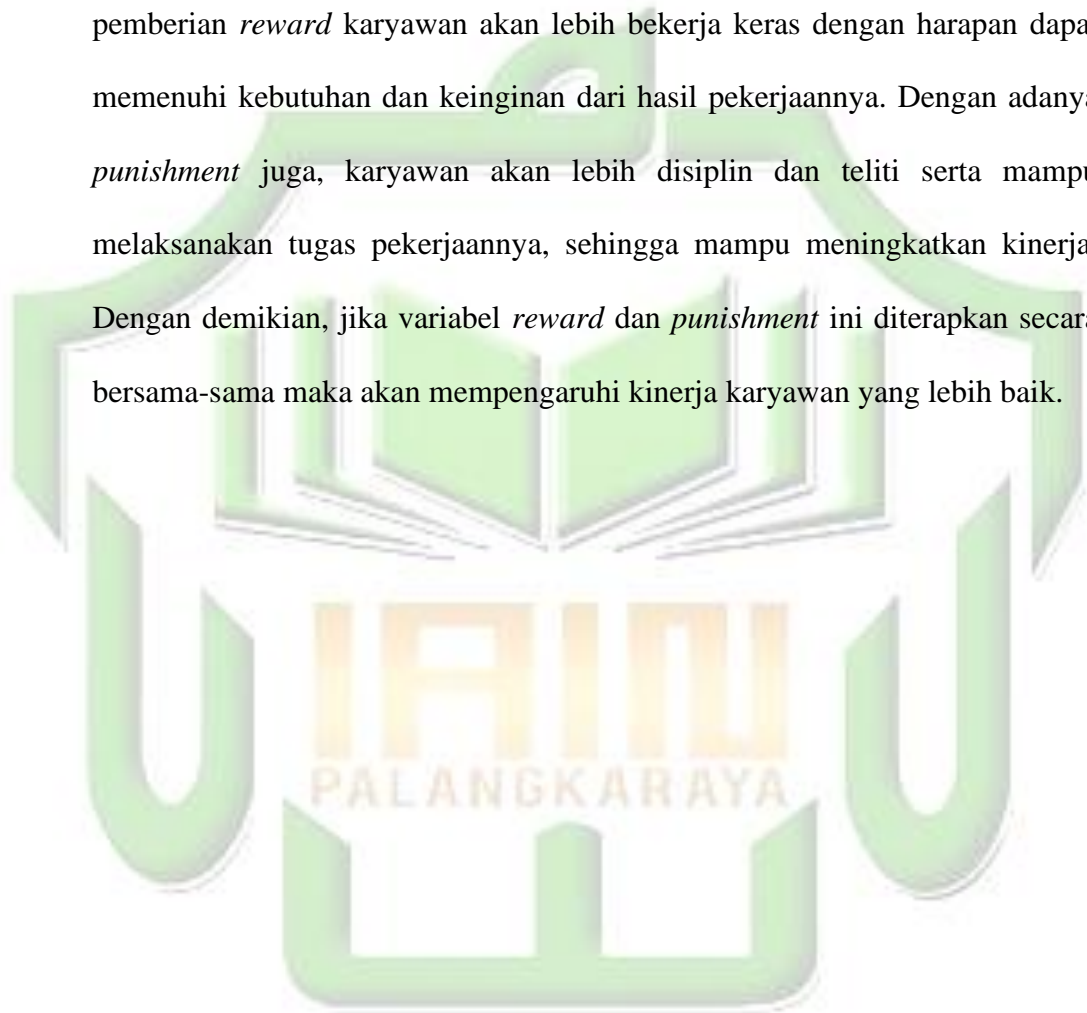 pemberian reward karyawan akan lebih bekerja keras dengan harapan dapa
memenuhi kebutuhan dan keinginan dari hasil pekerjaannya. Dengan adanya
punishment juga, karyawan akan lebih disiplin dan teliti serta mampu
melaksanakan tugas pekerjaannya, sehingga mampu meningkatkan kinerja
Dengan demikian, jika variabel reward dan punishment ini diterapkan secara
bersama-sama maka akan mempengaruhi kinerja karyawan yang lebih baik.
IAIN
PALANGKARAYA